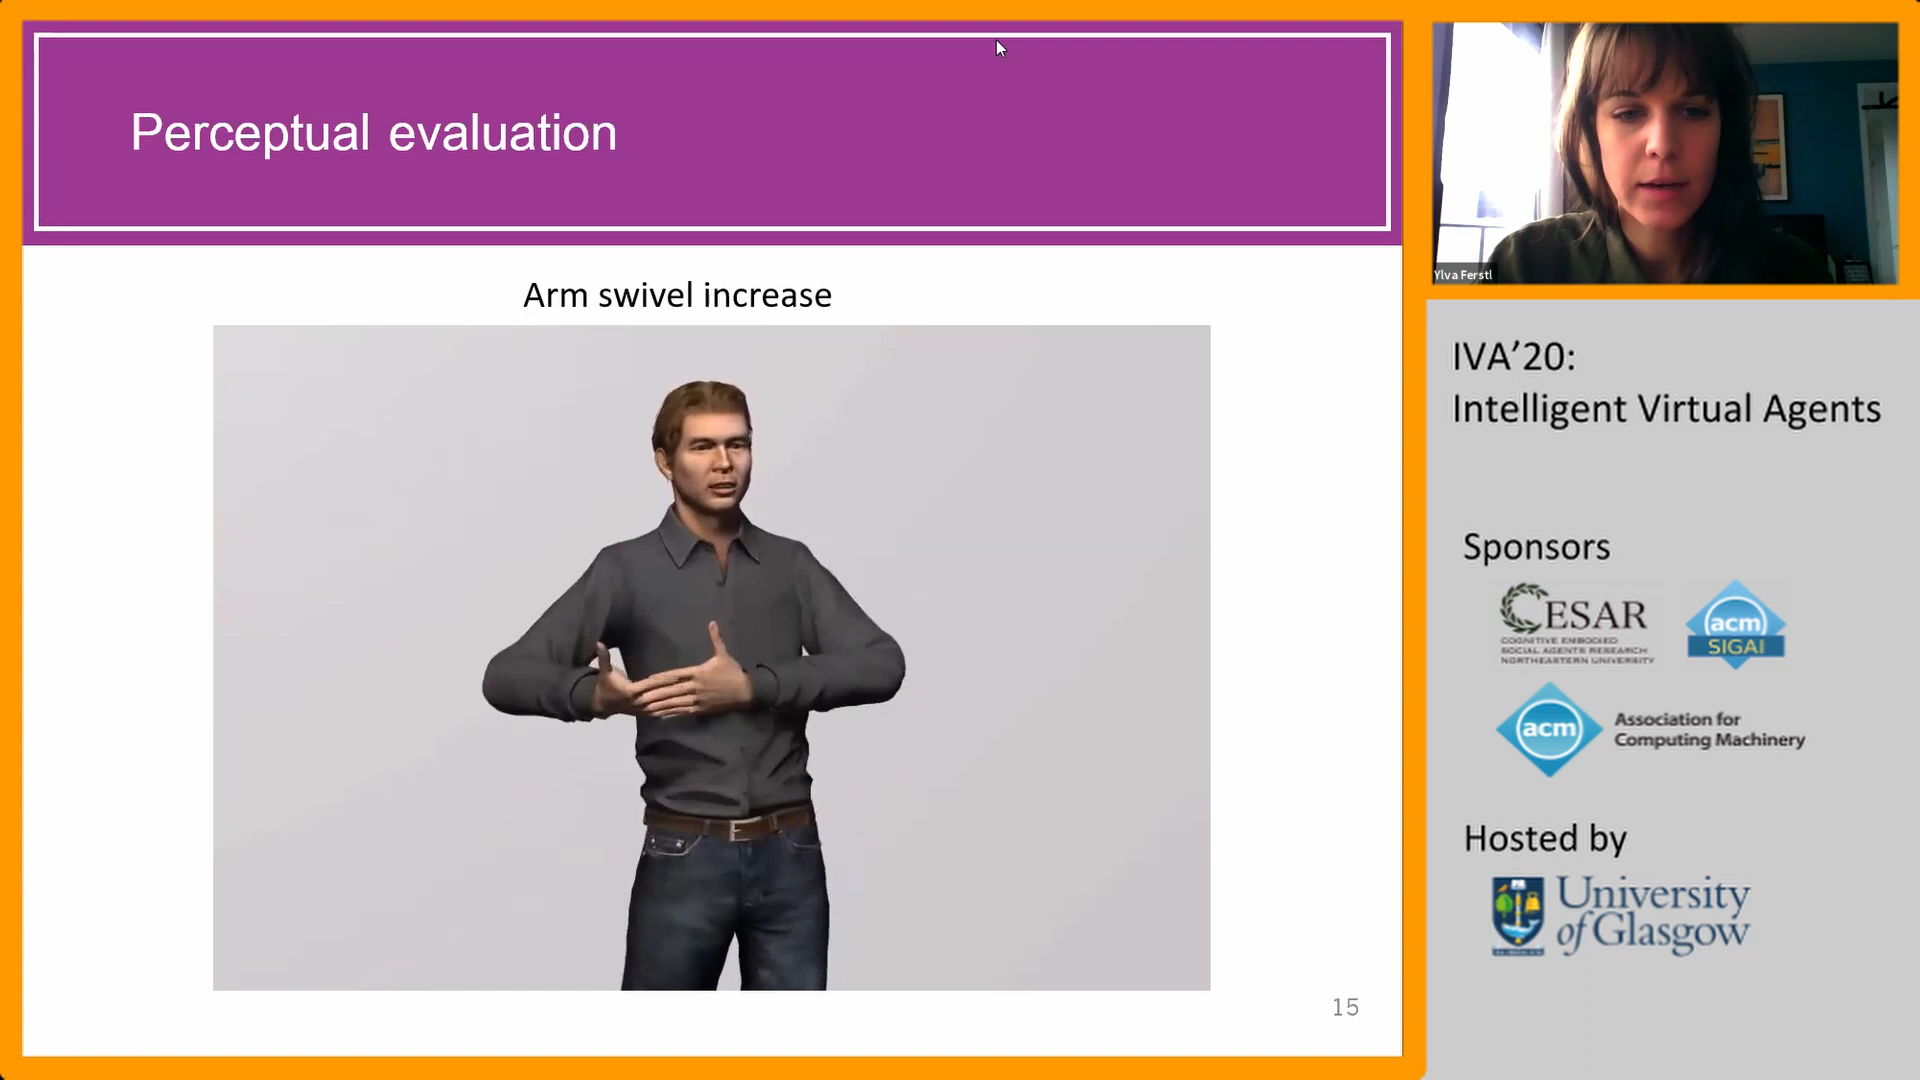 Perceptual evaluation
Arm swivel increase
15
Ylva Ferstl
IVA’20:
Intelligent Virtual Agents
Sponsors
CESAR
COGNITIVE EMBODIED
SOCIAL AGENTS RESEARCH
NORTHEASTERN UNIVERSITY
acm
SIGAI
acm
Association for
Computing Machinery
Hosted by
University
of Glasgow